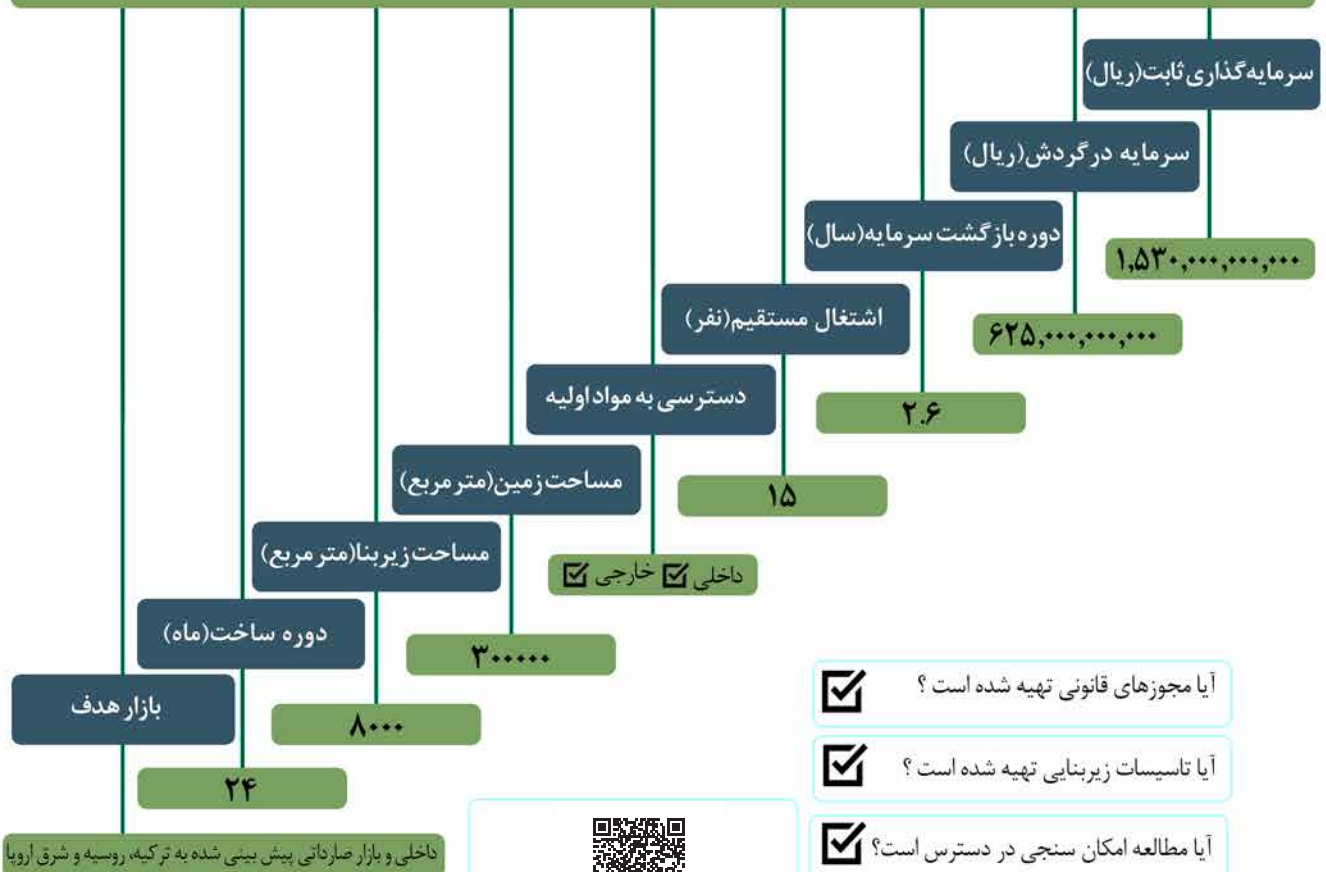 سرمایه‌گذاری ثابت(ریال)
۱,۵۳۰,۰۰۰,۰۰۰,۰۰۰
سرمایه در گردش(ریال)
۶۲۵,۰۰۰,۰۰۰,۰۰۰
دوره بازگشت سرمایه(سال)
۲.۶
اشتغال مستقیم(نفر)
۱۵
دسترسی به مواد اولیه
داخلی ☑ خارجی ☑
مساحت زمین(متر مربع)
۳۰۰۰۰۰
مساحت زیربنا(متر مربع)
۸۰۰۰
دوره ساخت(ماه)
۲۴
بازار هدف
داخلی و بازار صارداتی پیش بینی شده به ترکیه، روسیه و شرق اروپا
آیا مجوزهای قانونی تهیه شده است ؟ ☑
آیا تاسیسات زیربنایی تهیه شده است ؟ ☑
آیا مطالعه امکان سنجی در دسترس است؟ ☑